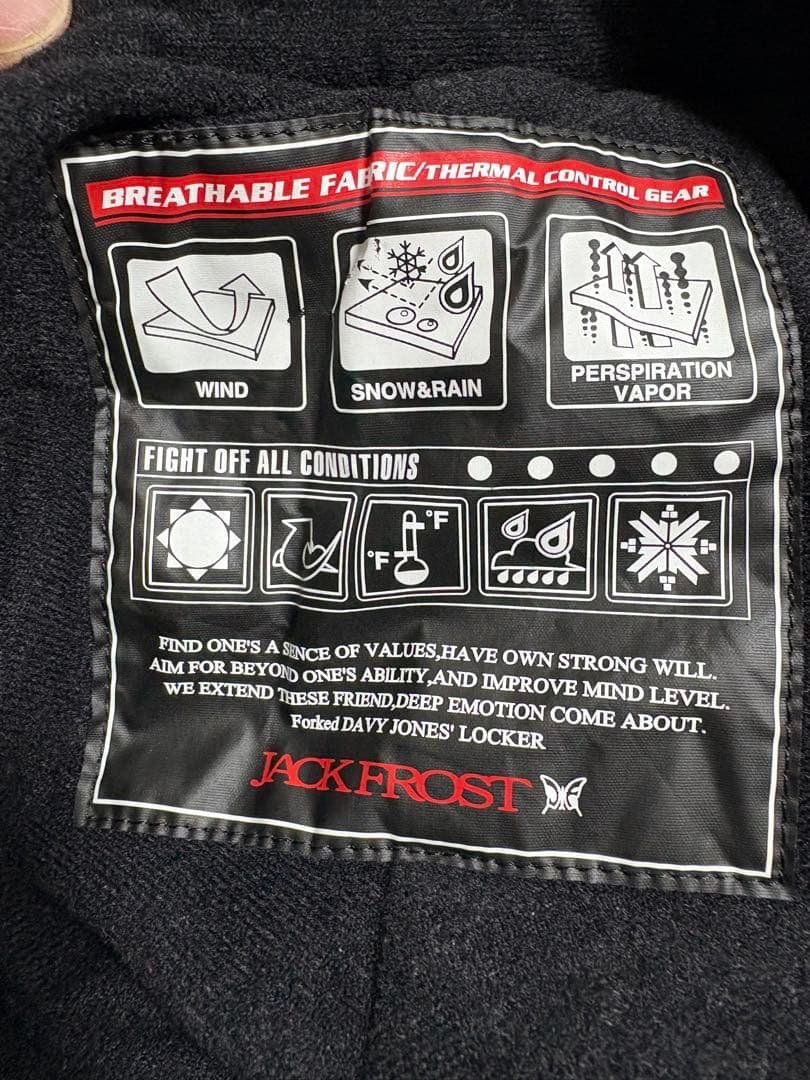 BREATHABLE FABRIC/THERMAL CONTROL GEAR
WIND
SNOW&RAIN
PERSPIRATION
VAPOR
FIGHT OFF ALL CONDITIONS
°F
°F
FIND ONE'S A SENCE OF VALUES,HAVE OWN STRONG WILL.
AIM FOR BEYOND ONE'S ABILITY,AND IMPROVE MIND LEVEL.
WE EXTEND THESE FRIEND,DEEP EMOTION COME ABOUT.
Forked DAVY JONES' LOCKER
JACK FROST